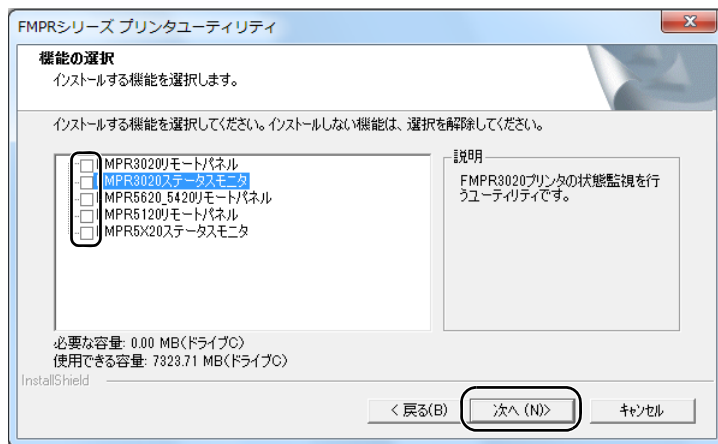 FMPRシリーズ プリンタユーティリティ
機能の選択
インストールする機能を選択します。
インストールする機能を選択してください。インストールしない機能は、選択を解除してください。
MPR3020リモートパネル
MPR3020ステータスモニタ
MPR5620_5420リモートパネル
MPR5120リモートパネル
MPR5X20ステータスモニタ
説明
FMPR3020プリンタの状態監視を行
うユーティリティです。
必要な容量: 0.00 MB(ドライブC)
使用できる容量: 7323.71 MB(ドライブC)
InstallShield
< 戻る(B)
次へ (N)>
キャンセル